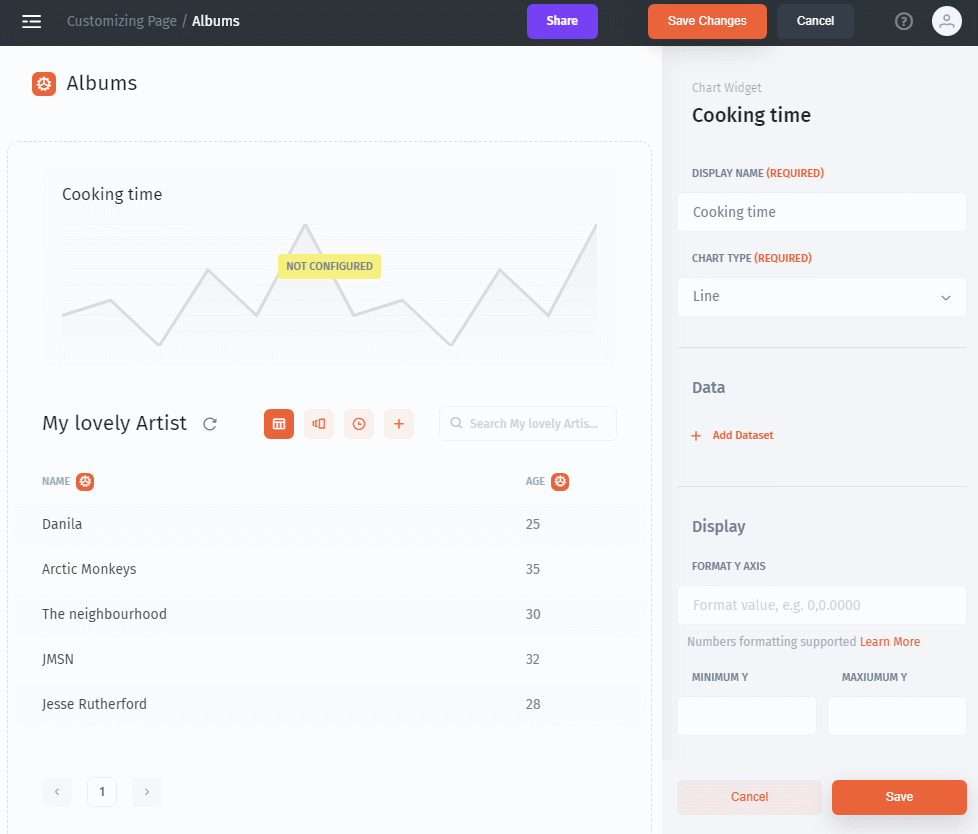 Customizing Page / Albums
Share
Save Changes
Cancel
?
Albums
Cooking time
NOT CONFIGURED
My lovely Artist
Search My lovely Artis...
NAME
AGE
Danila
25
Arctic Monkeys
35
The neighbourhood
30
JMSN
32
Jesse Rutherford
28
1
Chart Widget
Cooking time
DISPLAY NAME (REQUIRED)
Cooking time
CHART TYPE (REQUIRED)
Line
Data
+ Add Dataset
Display
FORMAT Y AXIS
Format value, e.g. 0,0.0000
Numbers formatting supported Learn More
MINIMUM Y
MAXIUMUM Y
Cancel
Save